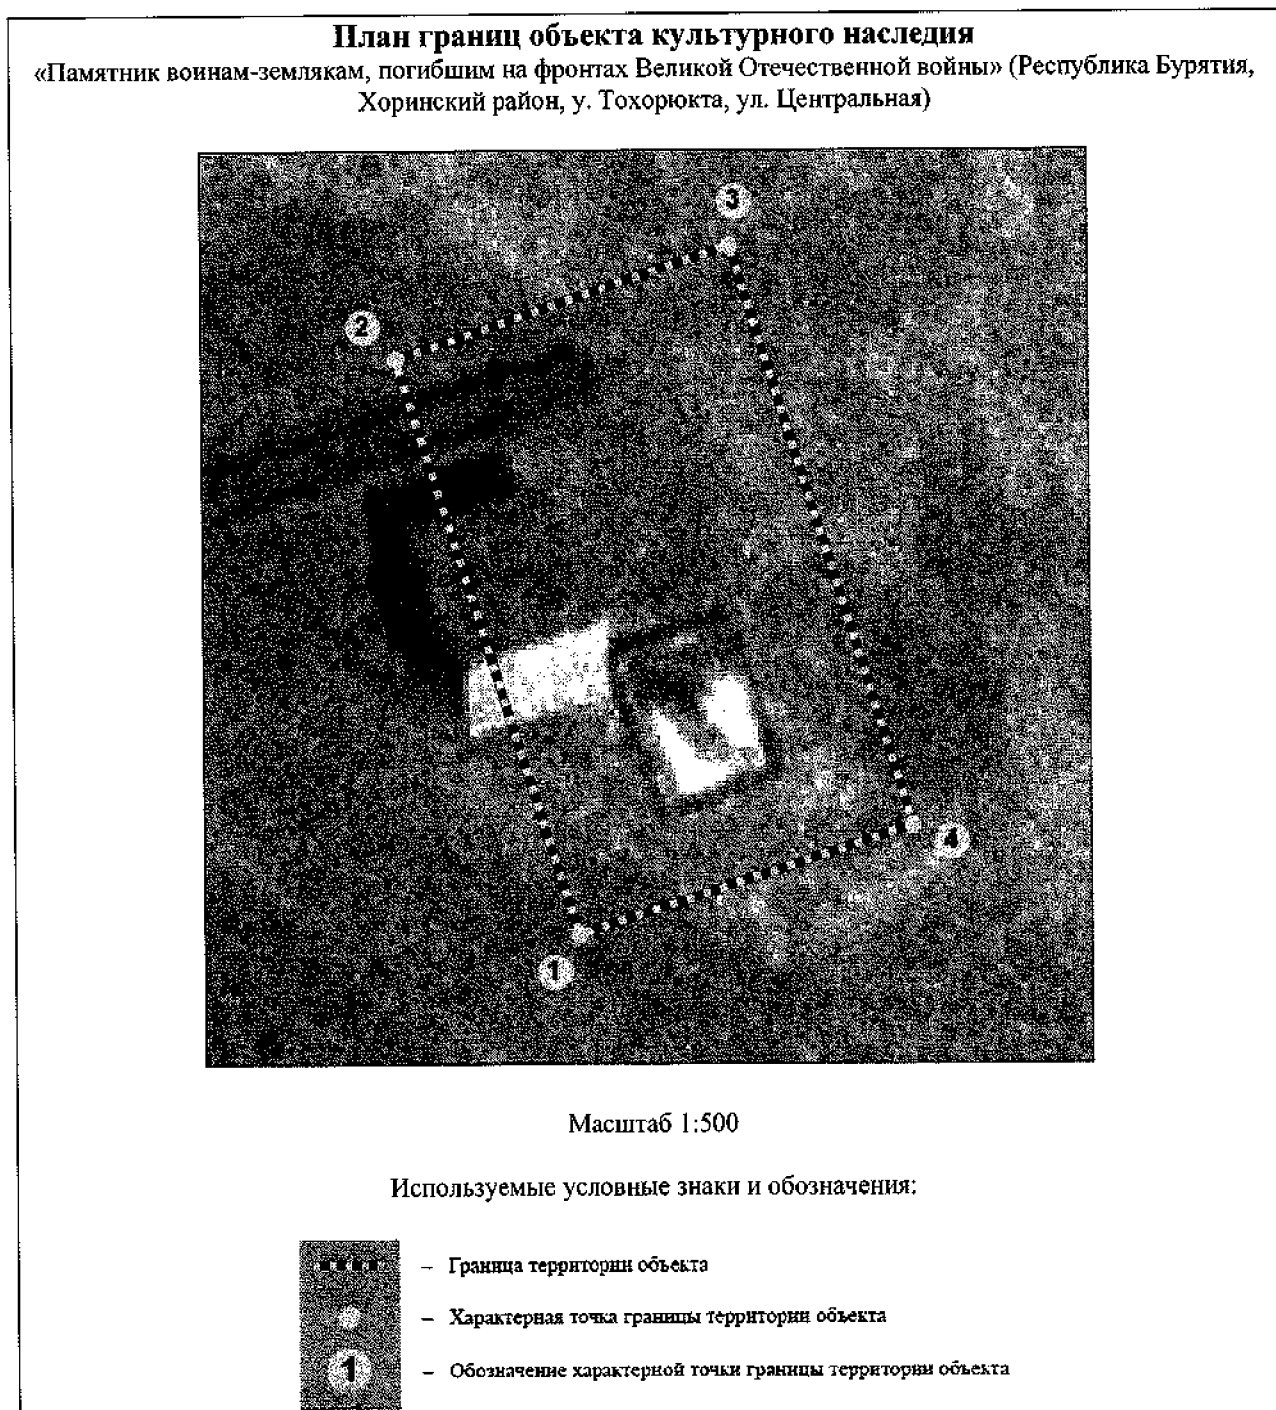 План границ объекта культурного наследия
«Памятник воинам-землякам, погибшим на фронтах Великой Отечественной войны» (Республика Бурятия,
Хоринский район, у. Тохорюкта, ул. Центральная)
3
2
4
1
Масштаб 1:500
Используемые условные знаки и обозначения:
– Граница территории объекта
– Характерная точка границы территории объекта
1 – Обозначение характерной точки границы территории объекта